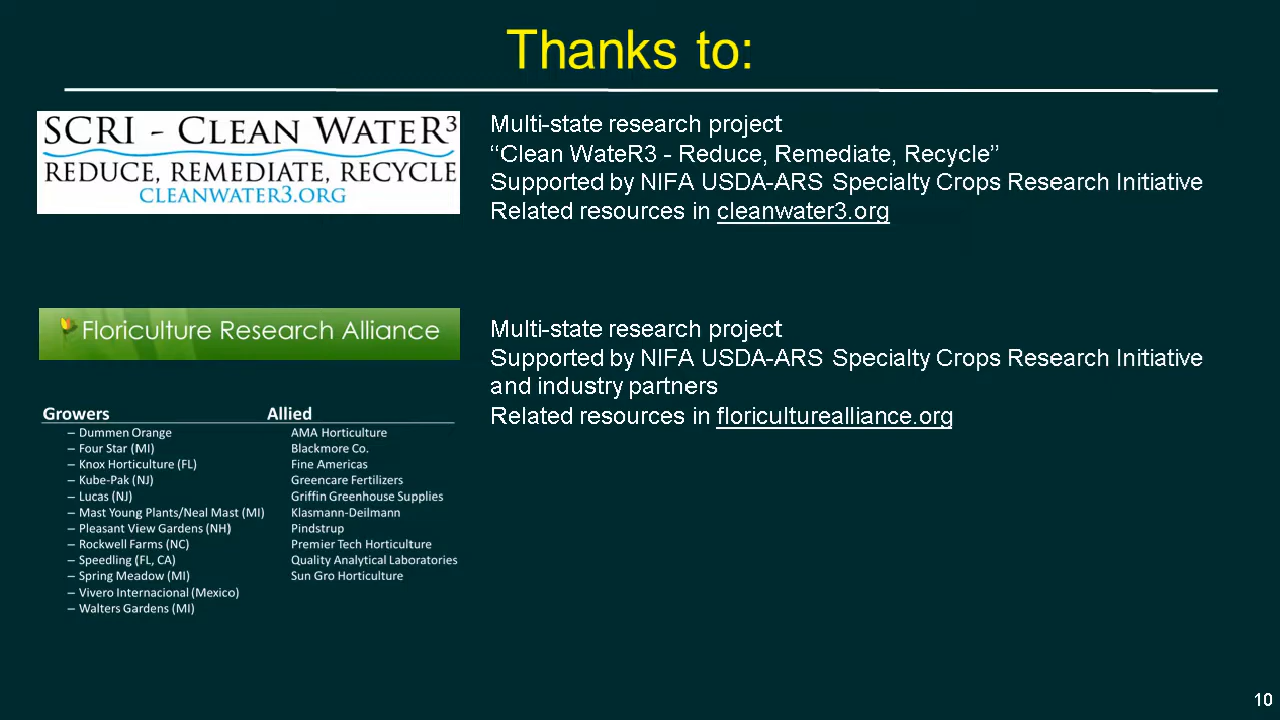 Thanks to:
SCRI - CLEAN WATER³
REDUCE, REMEDIATE, RECYCLE
CLEANWATER3.ORG
Multi-state research project
“Clean WateR3 - Reduce, Remediate, Recycle”
Supported by NIFA USDA-ARS Specialty Crops Research Initiative
Related resources in cleanwater3.org
Floriculture Research Alliance
Multi-state research project
Supported by NIFA USDA-ARS Specialty Crops Research Initiative
and industry partners
Related resources in floriculturealliance.org
Growers
– Dummen Orange
– Four Star (MI)
– Knox Horticulture (FL)
– Kube-Pak (NJ)
– Lucas (NJ)
– Mast Young Plants/Neal Mast (MI)
– Pleasant View Gardens (NH)
– Rockwell Farms (NC)
– Speedling (FL, CA)
– Spring Meadow (MI)
– Vivero Internacional (Mexico)
– Walters Gardens (MI)
Allied
AMA Horticulture
Blackmore Co.
Fine Americas
Greencare Fertilizers
Griffin Greenhouse Supplies
Klasmann-Deilmann
Pindstrup
Premier Tech Horticulture
Quality Analytical Laboratories
Sun Gro Horticulture
10